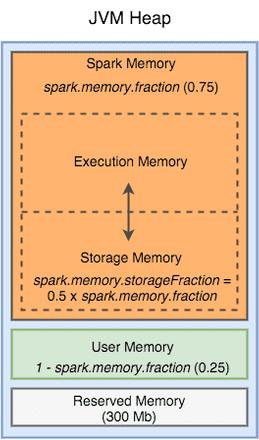 JVM Heap
Spark Memory
spark.memory.fraction (0.75)
Execution Memory
Storage Memory
spark.memory.storageFraction =
0.5 x spark.memory.fraction
User Memory
1 - spark.memory.fraction (0.25)
Reserved Memory
(300 Mb)